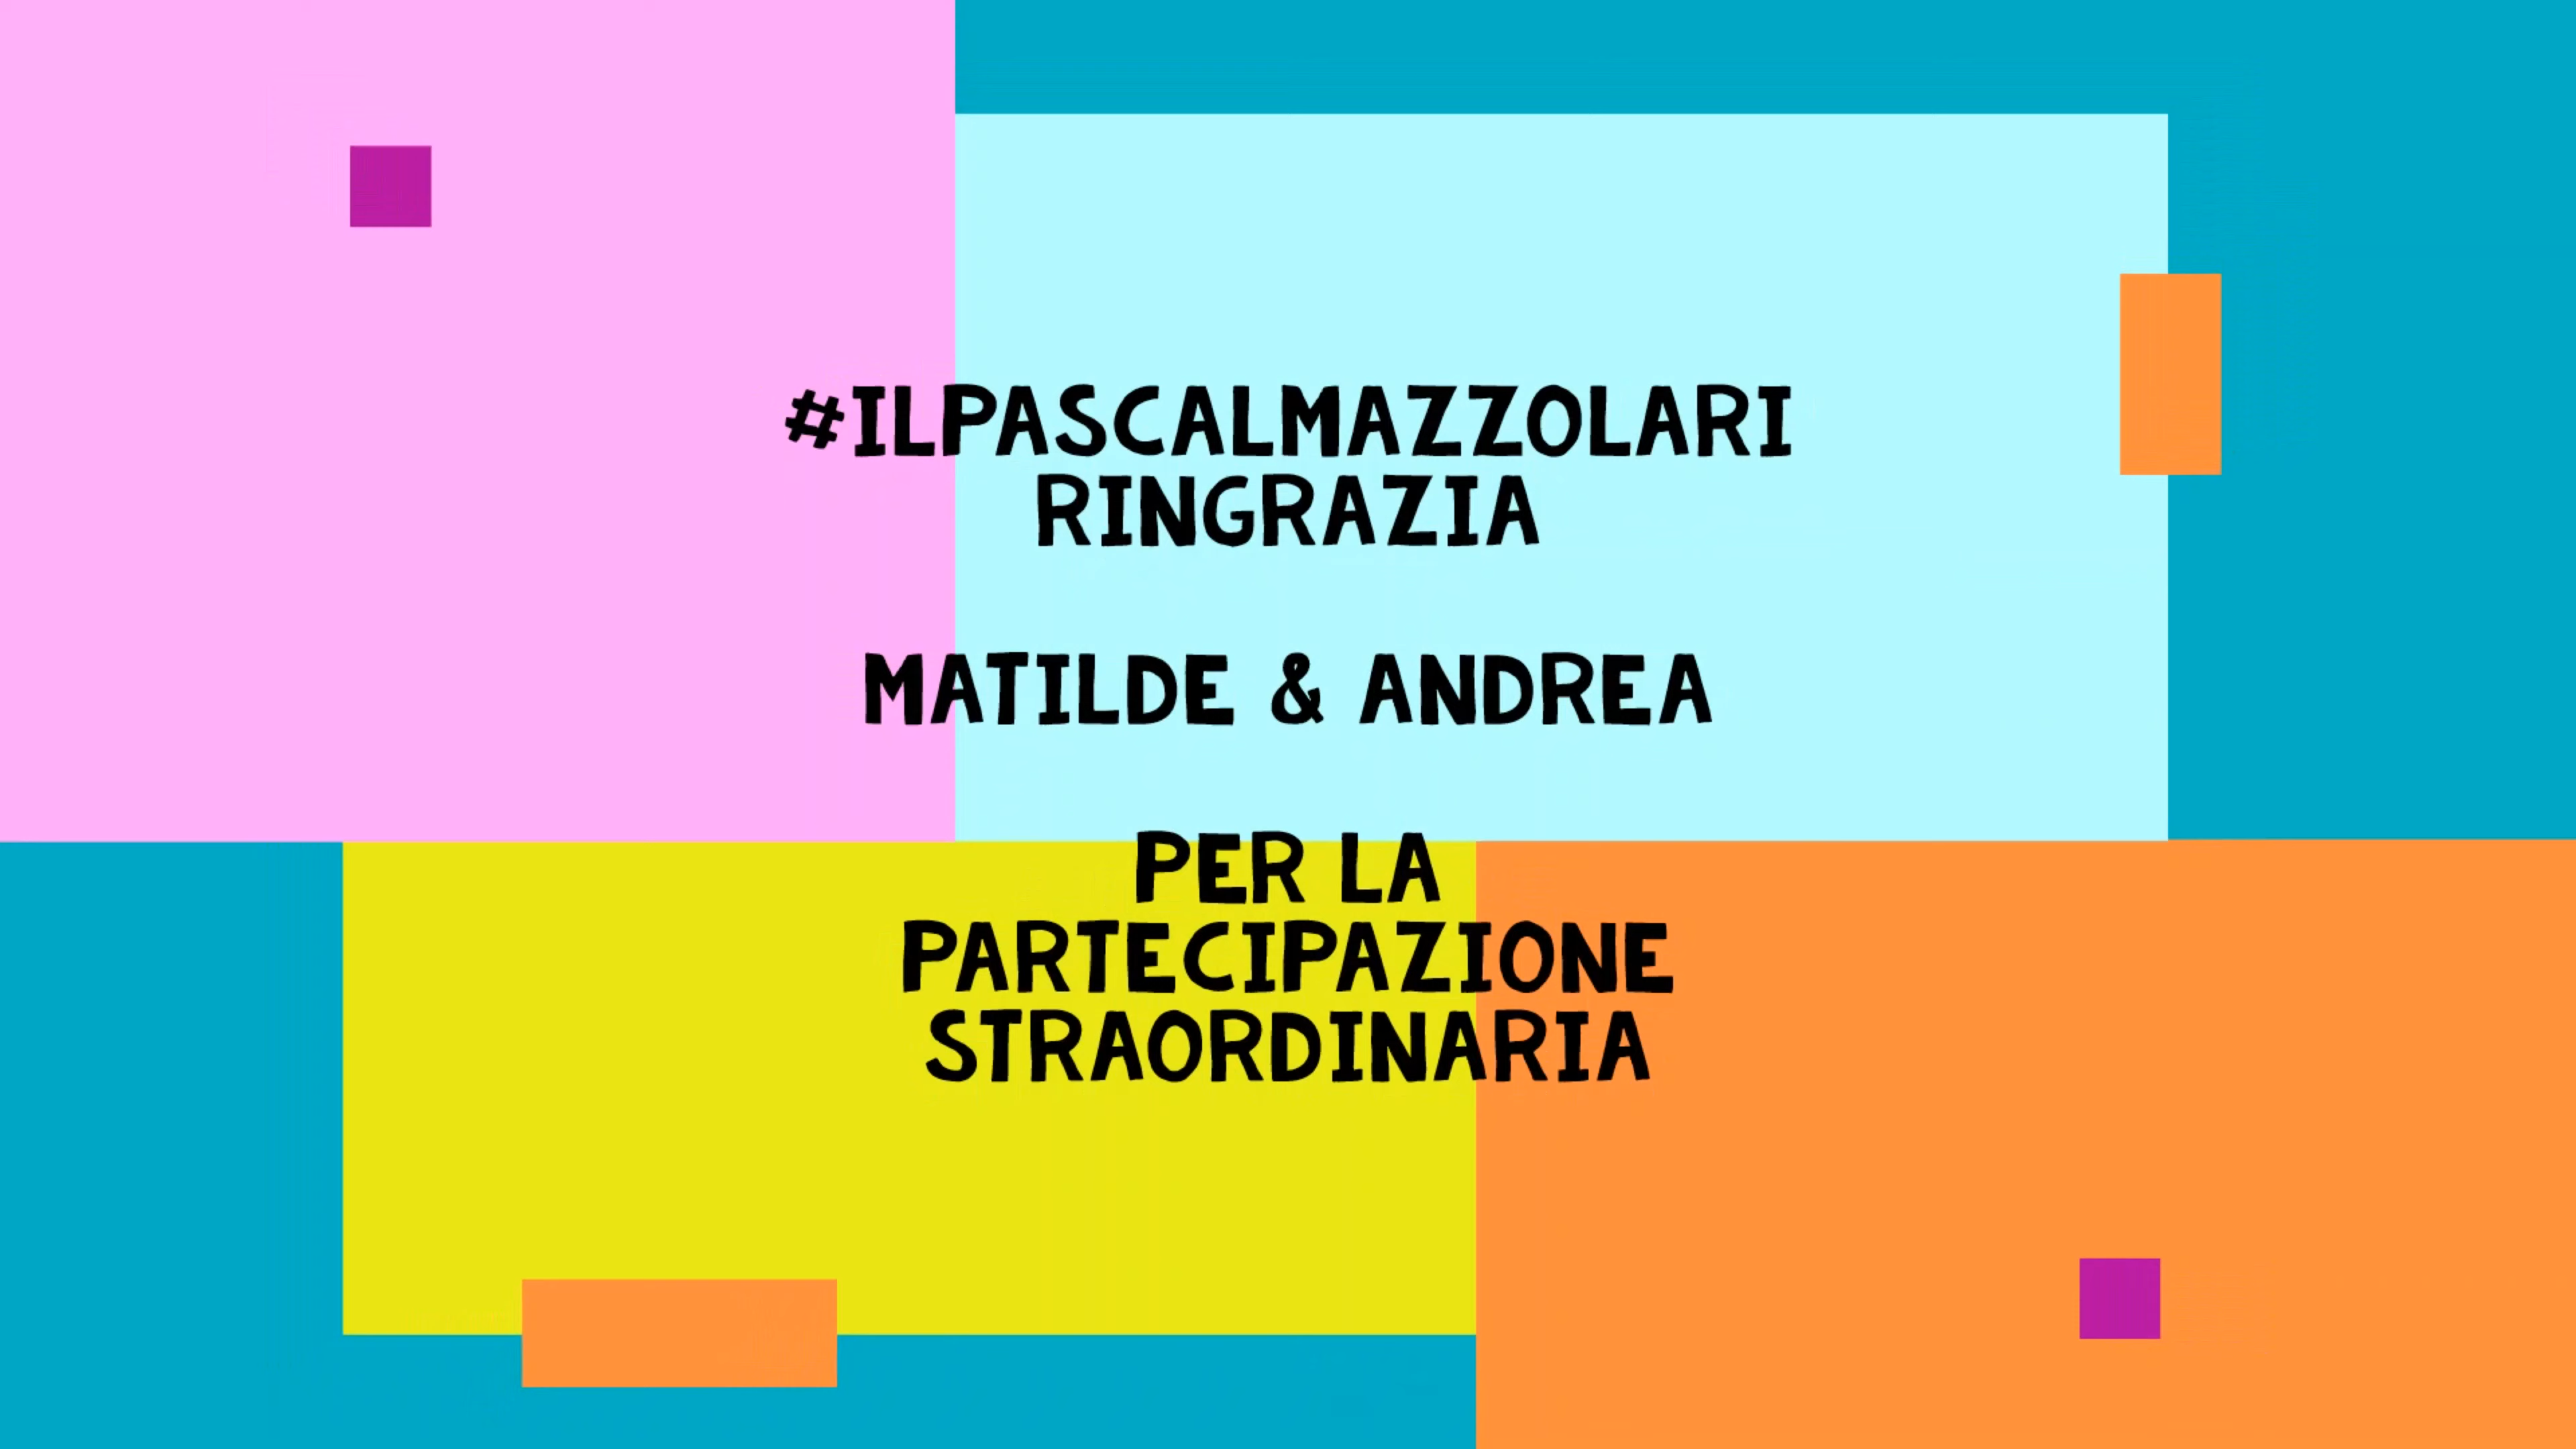 #ILPASCALMAZZOLARI
RINGRAZIA
MATILDE & ANDREA
PER LA
PARTECIPAZIONE
STRAORDINARIA